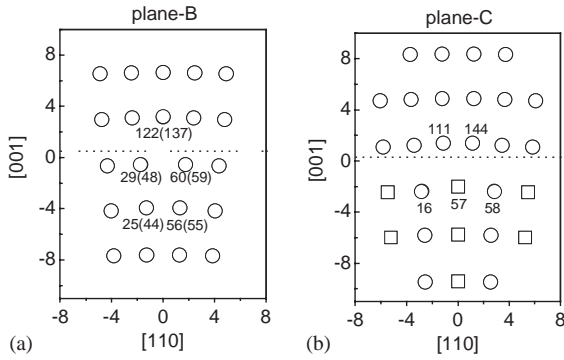 plane-B
8
4
0
-4
-8
[001]
122(137)
29(48) 60(59)
25(44) 56(55)
-8 -4 0 4 8
[110]
(a)
plane-C
8
4
0
-4
-8
[001]
111 144
16 57 58
-8 -4 0 4 8
[110]
(b)